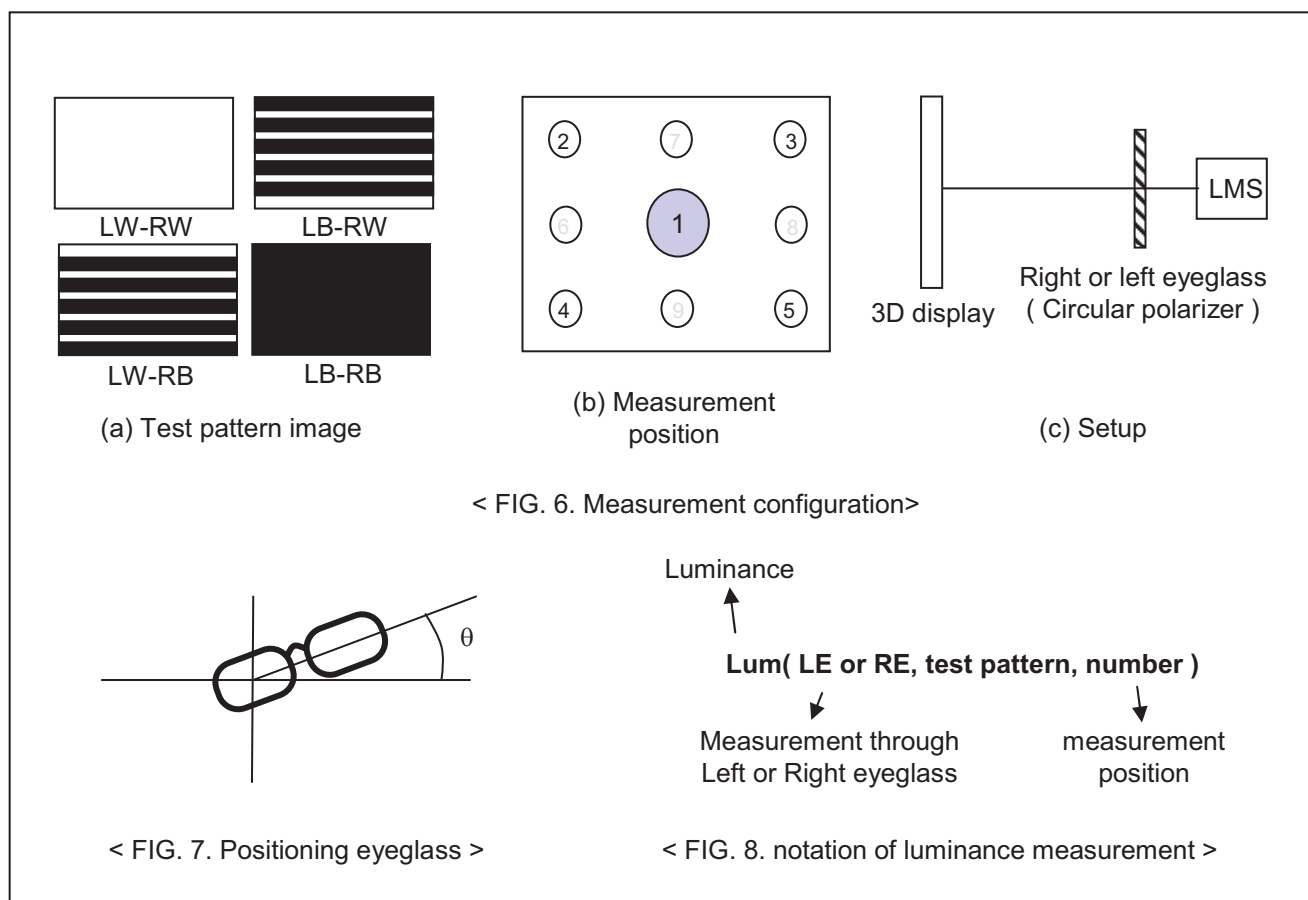 LW-RW
LB-RW
LW-RB
LB-RB
(a) Test pattern image
2
7
3
6
1
8
4
9
5
(b) Measurement
position
LMS
3D display
Right or left eyeglass
( Circular polarizer )
(c) Setup
< FIG. 6. Measurement configuration>
θ
< FIG. 7. Positioning eyeglass >
Luminance
Lum( LE or RE, test pattern, number )
Measurement through
Left or Right eyeglass
measurement
position
< FIG. 8. notation of luminance measurement >